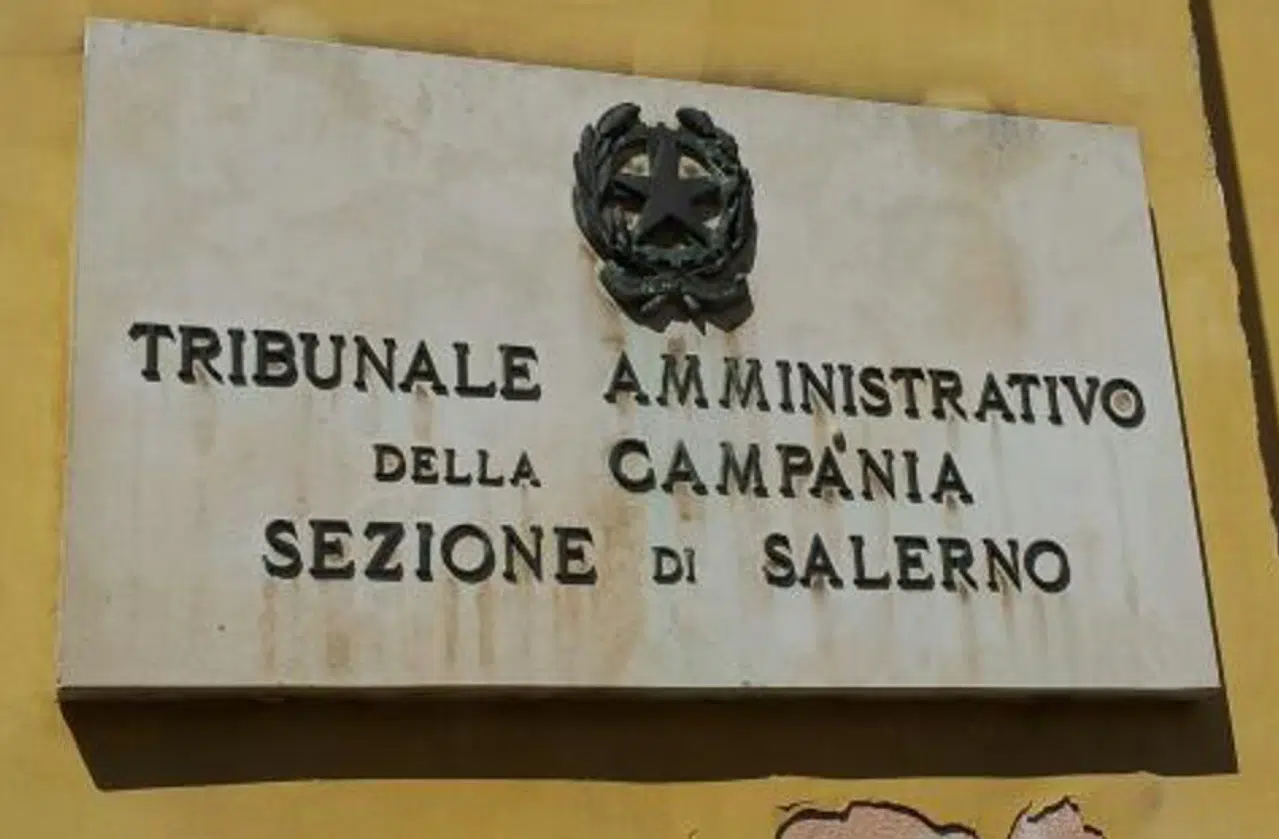 TRIBUNALE AMMINISTRATIVO
DELLA CAMPANIA
SEZIONE DI SALERNO